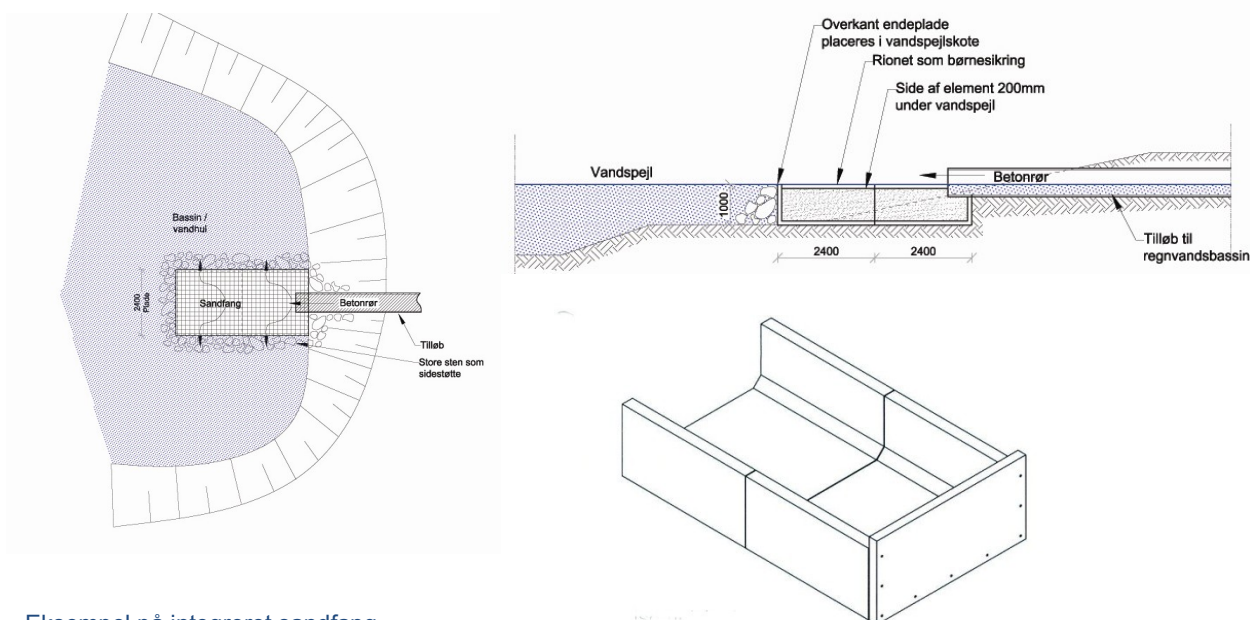 Overkant endeplade
placeres i vandspejlskote
Rionet som børnesikring
Side af element 200mm
under vandspejl
Vandspejl
Betonrør
1000
2400
2400
Tilløb til
regnvandsbassin
Bassin /
vandhul
2400
Plade
Sandfang
Betonrør
Tilløb
Store sten som
sidestøtte
Eksempel på integreret sandfang